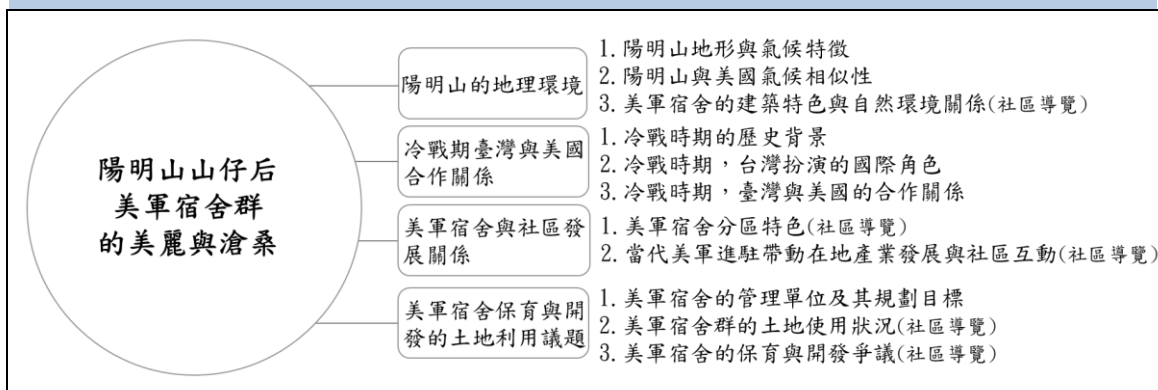 陽明山山仔后
美軍宿舍群
的美麗與滄桑
陽明山的地理環境
1.陽明山地形與氣候特徵
2.陽明山與美國氣候相似性
3.美軍宿舍的建築特色與自然環境關係(社區導覽)
冷戰期臺灣與美國
合作關係
1.冷戰時期的歷史背景
2.冷戰時期，台灣扮演的國際角色
3.冷戰時期，臺灣與美國的合作關係
美軍宿舍與社區發
展關係
1.美軍宿舍分區特色(社區導覽)
2.當代美軍進駐帶動在地產業發展與社區互動(社區導覽)
美軍宿舍保育與開
發的土地利用議題
1.美軍宿舍的管理單位及其規劃目標
2.美軍宿舍群的土地使用狀況(社區導覽)
3.美軍宿舍的保育與開發爭議(社區導覽)